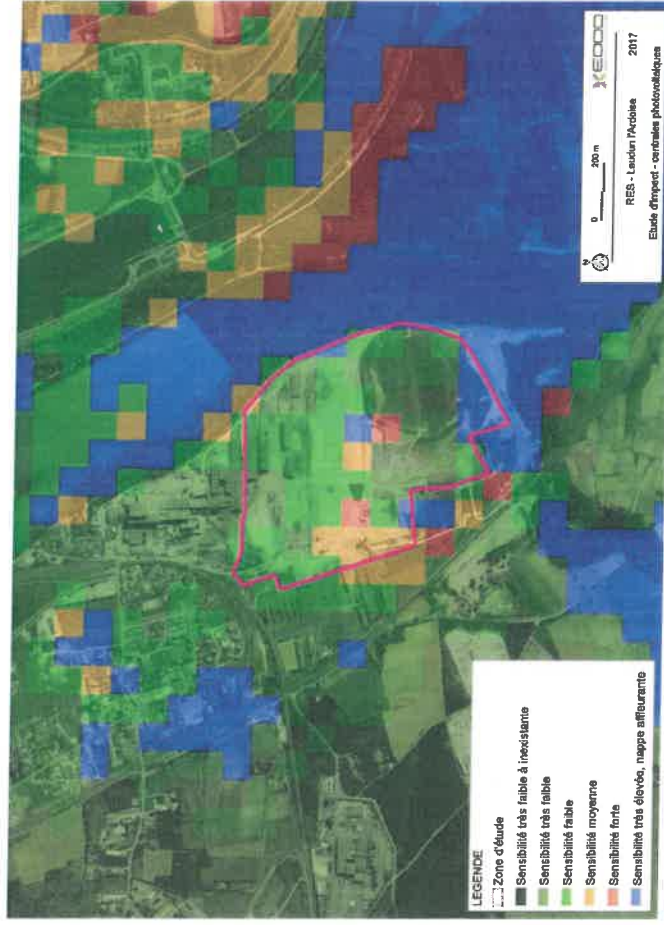 LEGENDE
Zone d'étude
Sensibilité très faible à inexistante
Sensibilité très faible
Sensibilité faible
Sensibilité moyenne
Sensibilité forte
Sensibilité très élevée, nappe affleurante
N
0 200 m
RES - Laudun l'Ardoise 2017
Etude d'impact - centrales photovoltaïques